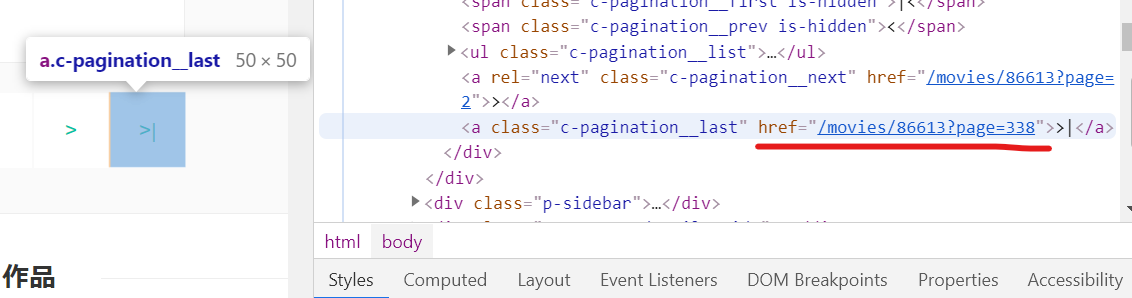 <span class="c-pagination__first is-hidden">|<</span>
<span class="c-pagination__prev is-hidden"><</span>
a.c-pagination__last 50 × 50
<ul class="c-pagination__list">…</ul>
<a rel="next" class="c-pagination__next" href="/movies/86613?page=
2">></a>
> >|
<a class="c-pagination__last" href="/movies/86613?page=338">>|</a>
</div>
</div>
<div class="p-sidebar">…</div>
html body
作品
Styles Computed Layout Event Listeners DOM Breakpoints Properties Accessibility